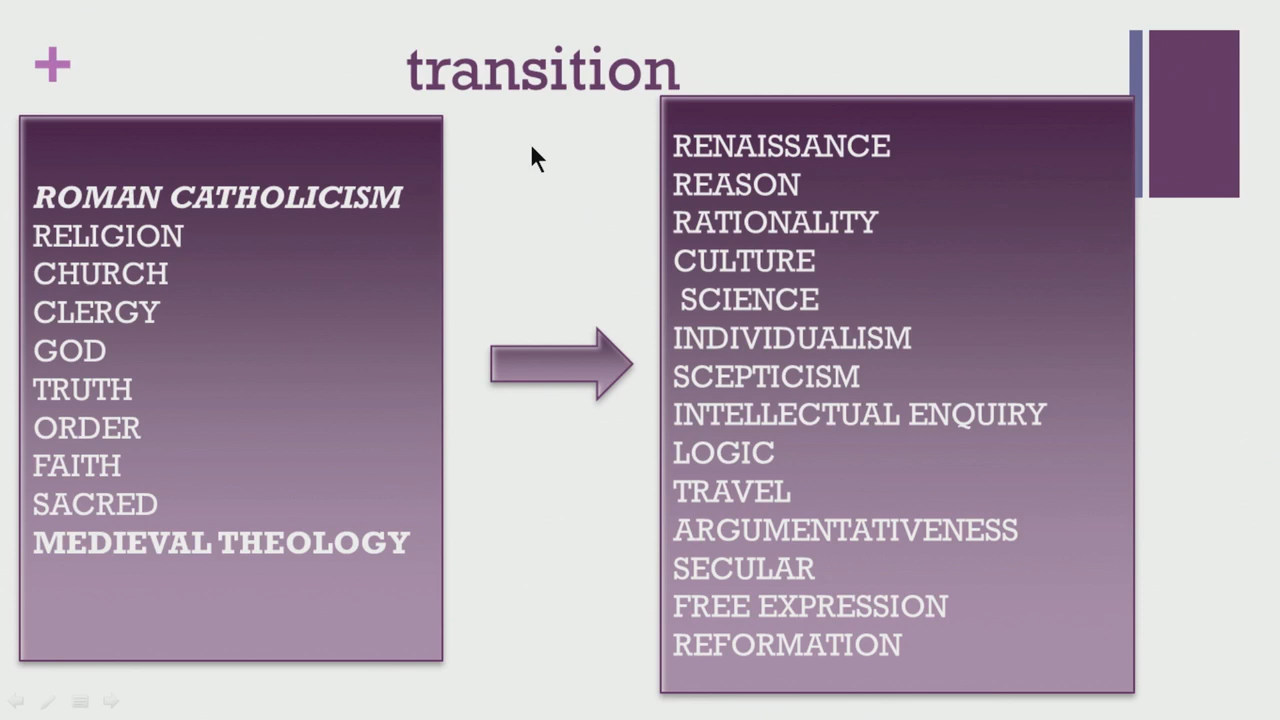 +
transition
ROMAN CATHOLICISM
RELIGION
CHURCH
CLERGY
GOD
TRUTH
ORDER
FAITH
SACRED
MEDIEVAL THEOLOGY
RENAISSANCE
REASON
RATIONALITY
CULTURE
SCIENCE
INDIVIDUALISM
SCEPTICISM
INTELLECTUAL ENQUIRY
LOGIC
TRAVEL
ARGUMENTATIVENESS
SECULAR
FREE EXPRESSION
REFORMATION